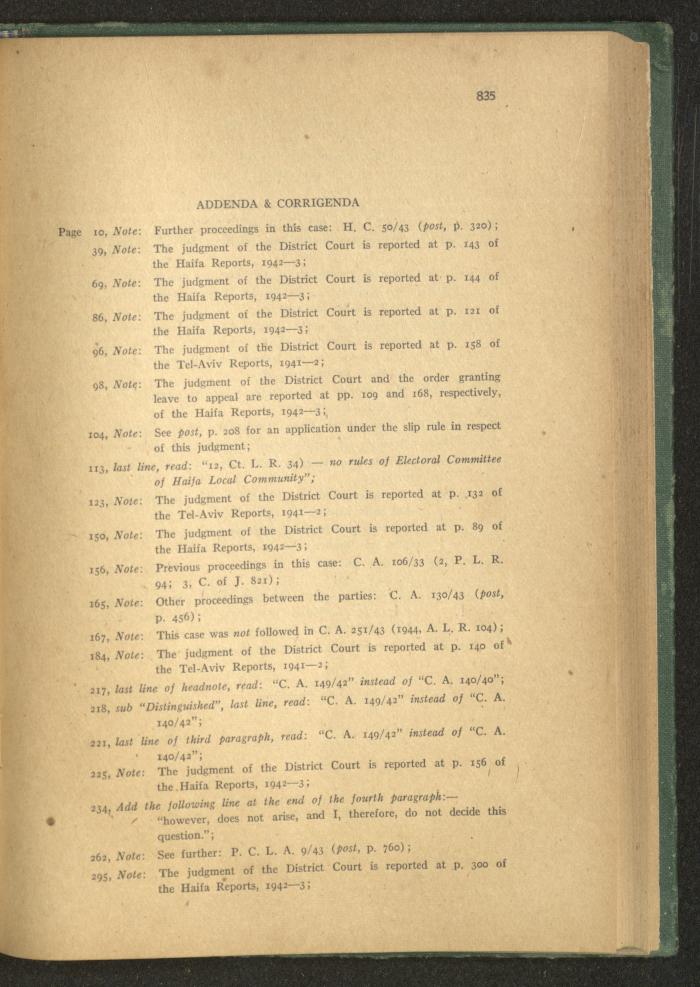 835
ADDENDA & CORRIGENDA
Page 10, Note: Further proceedings in this case: H. C. 50/43 (post, p. 320);
39, Note: The judgment of the District Court is reported at p. 143 of
the Haifa Reports, 1942—3;
69, Note: The judgment of the District Court is reported at p. 144 of
the Haifa Reports, 1942—3;
86, Note: The judgment of the District Court is reported at p. 121 of
the Haifa Reports, 1942—3;
96, Note: The judgment of the District Court is reported at p. 158 of
the Tel-Aviv Reports, 1941—2;
98, Note: The judgment of the District Court and the order granting
leave to appeal are reported at pp. 109 and 168, respectively,
of the Haifa Reports, 1942—3;
104, Note: See post, p. 208 for an application under the slip rule in respect
of this judgment;
113, last line, read: "12, Ct. L. R. 34) — no rules of Electoral Committee
of Haifa Local Community";
123, Note: The judgment of the District Court is reported at p. 132 of
the Tel-Aviv Reports, 1941—2;
150, Note: The judgment of the District Court is reported at p. 89 of
the Haifa Reports, 1942—3;
156, Note: Previous proceedings in this case: C. A. 106/33 (2, P. L. R.
94; 3, C. of J. 821);
165, Note: Other proceedings between the parties: C. A. 130/43 (post,
p. 456);
167, Note: This case was not followed in C. A. 251/43 (1944, A. L. R. 104);
184, Note: The judgment of the District Court is reported at p. 140 of
the Tel-Aviv Reports, 1941—2;
217, last line of headnote, read: "C. A. 149/42" instead of "C. A. 140/40";
218, sub "Distinguished", last line, read: "C. A. 149/42" instead of "C. A.
140/42";
221, last line of third paragraph, read: "C. A. 149/42" instead of "C. A.
140/42";
225, Note: The judgment of the District Court is reported at p. 156 of
the Haifa Reports, 1942—3;
234, Add the following line at the end of the fourth paragraph:—
"however, does not arise, and I, therefore, do not decide this
question.";
262, Note: See further: P. C. L. A. 9/43 (post, p. 760);
295, Note: The judgment of the District Court is reported at p. 300 of
the Haifa Reports, 1942—3;